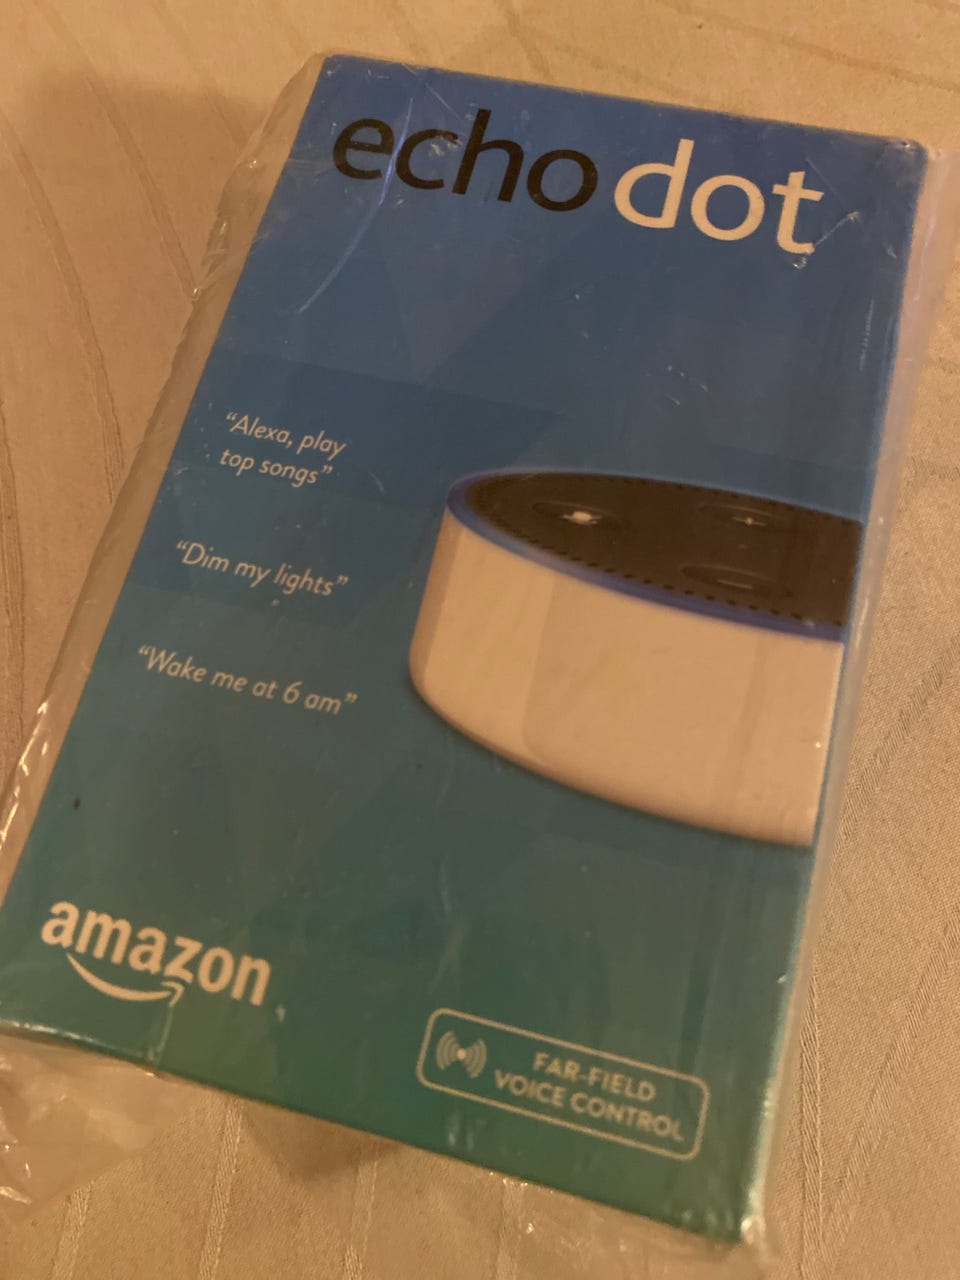 echo dot
“Alexa, play
top songs”
“Dim my lights”
“Wake me at 6 am”
amazon
FAR-FIELD
VOICE CONTROL